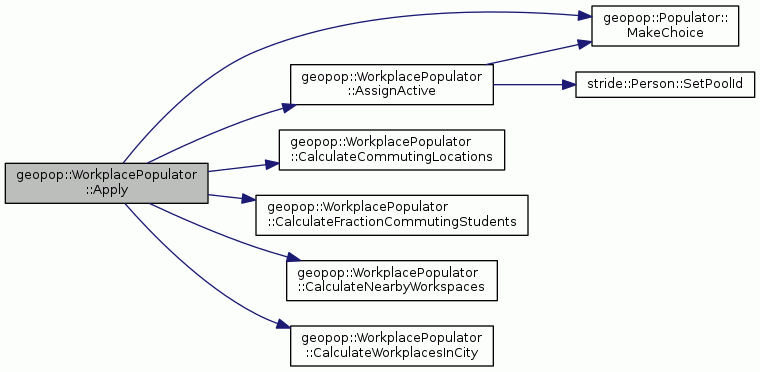 geopop::WorkplacePopulator
::Apply
geopop::Populator::
MakeChoice
geopop::WorkplacePopulator
::AssignActive
stride::Person::SetPoolId
geopop::WorkplacePopulator
::CalculateCommutingLocations
geopop::WorkplacePopulator
::CalculateFractionCommutingStudents
geopop::WorkplacePopulator
::CalculateNearbyWorkspaces
geopop::WorkplacePopulator
::CalculateWorkplacesInCity